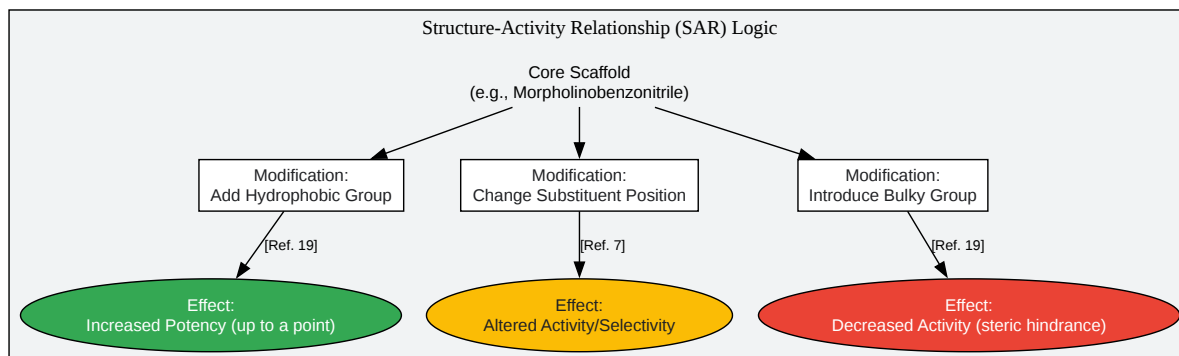 Structure-Activity Relationship (SAR) Logic
Core Scaffold
(e.g., Morpholinobenzonitrile)
Modification:
Add Hydrophobic Group
Modification:
Change Substituent Position
Modification:
Introduce Bulky Group
[Ref. 19]
[Ref. 7]
[Ref. 19]
Effect:
Increased Potency (up to a point)
Effect:
Altered Activity/Selectivity
Effect:
Decreased Activity (steric hindrance)